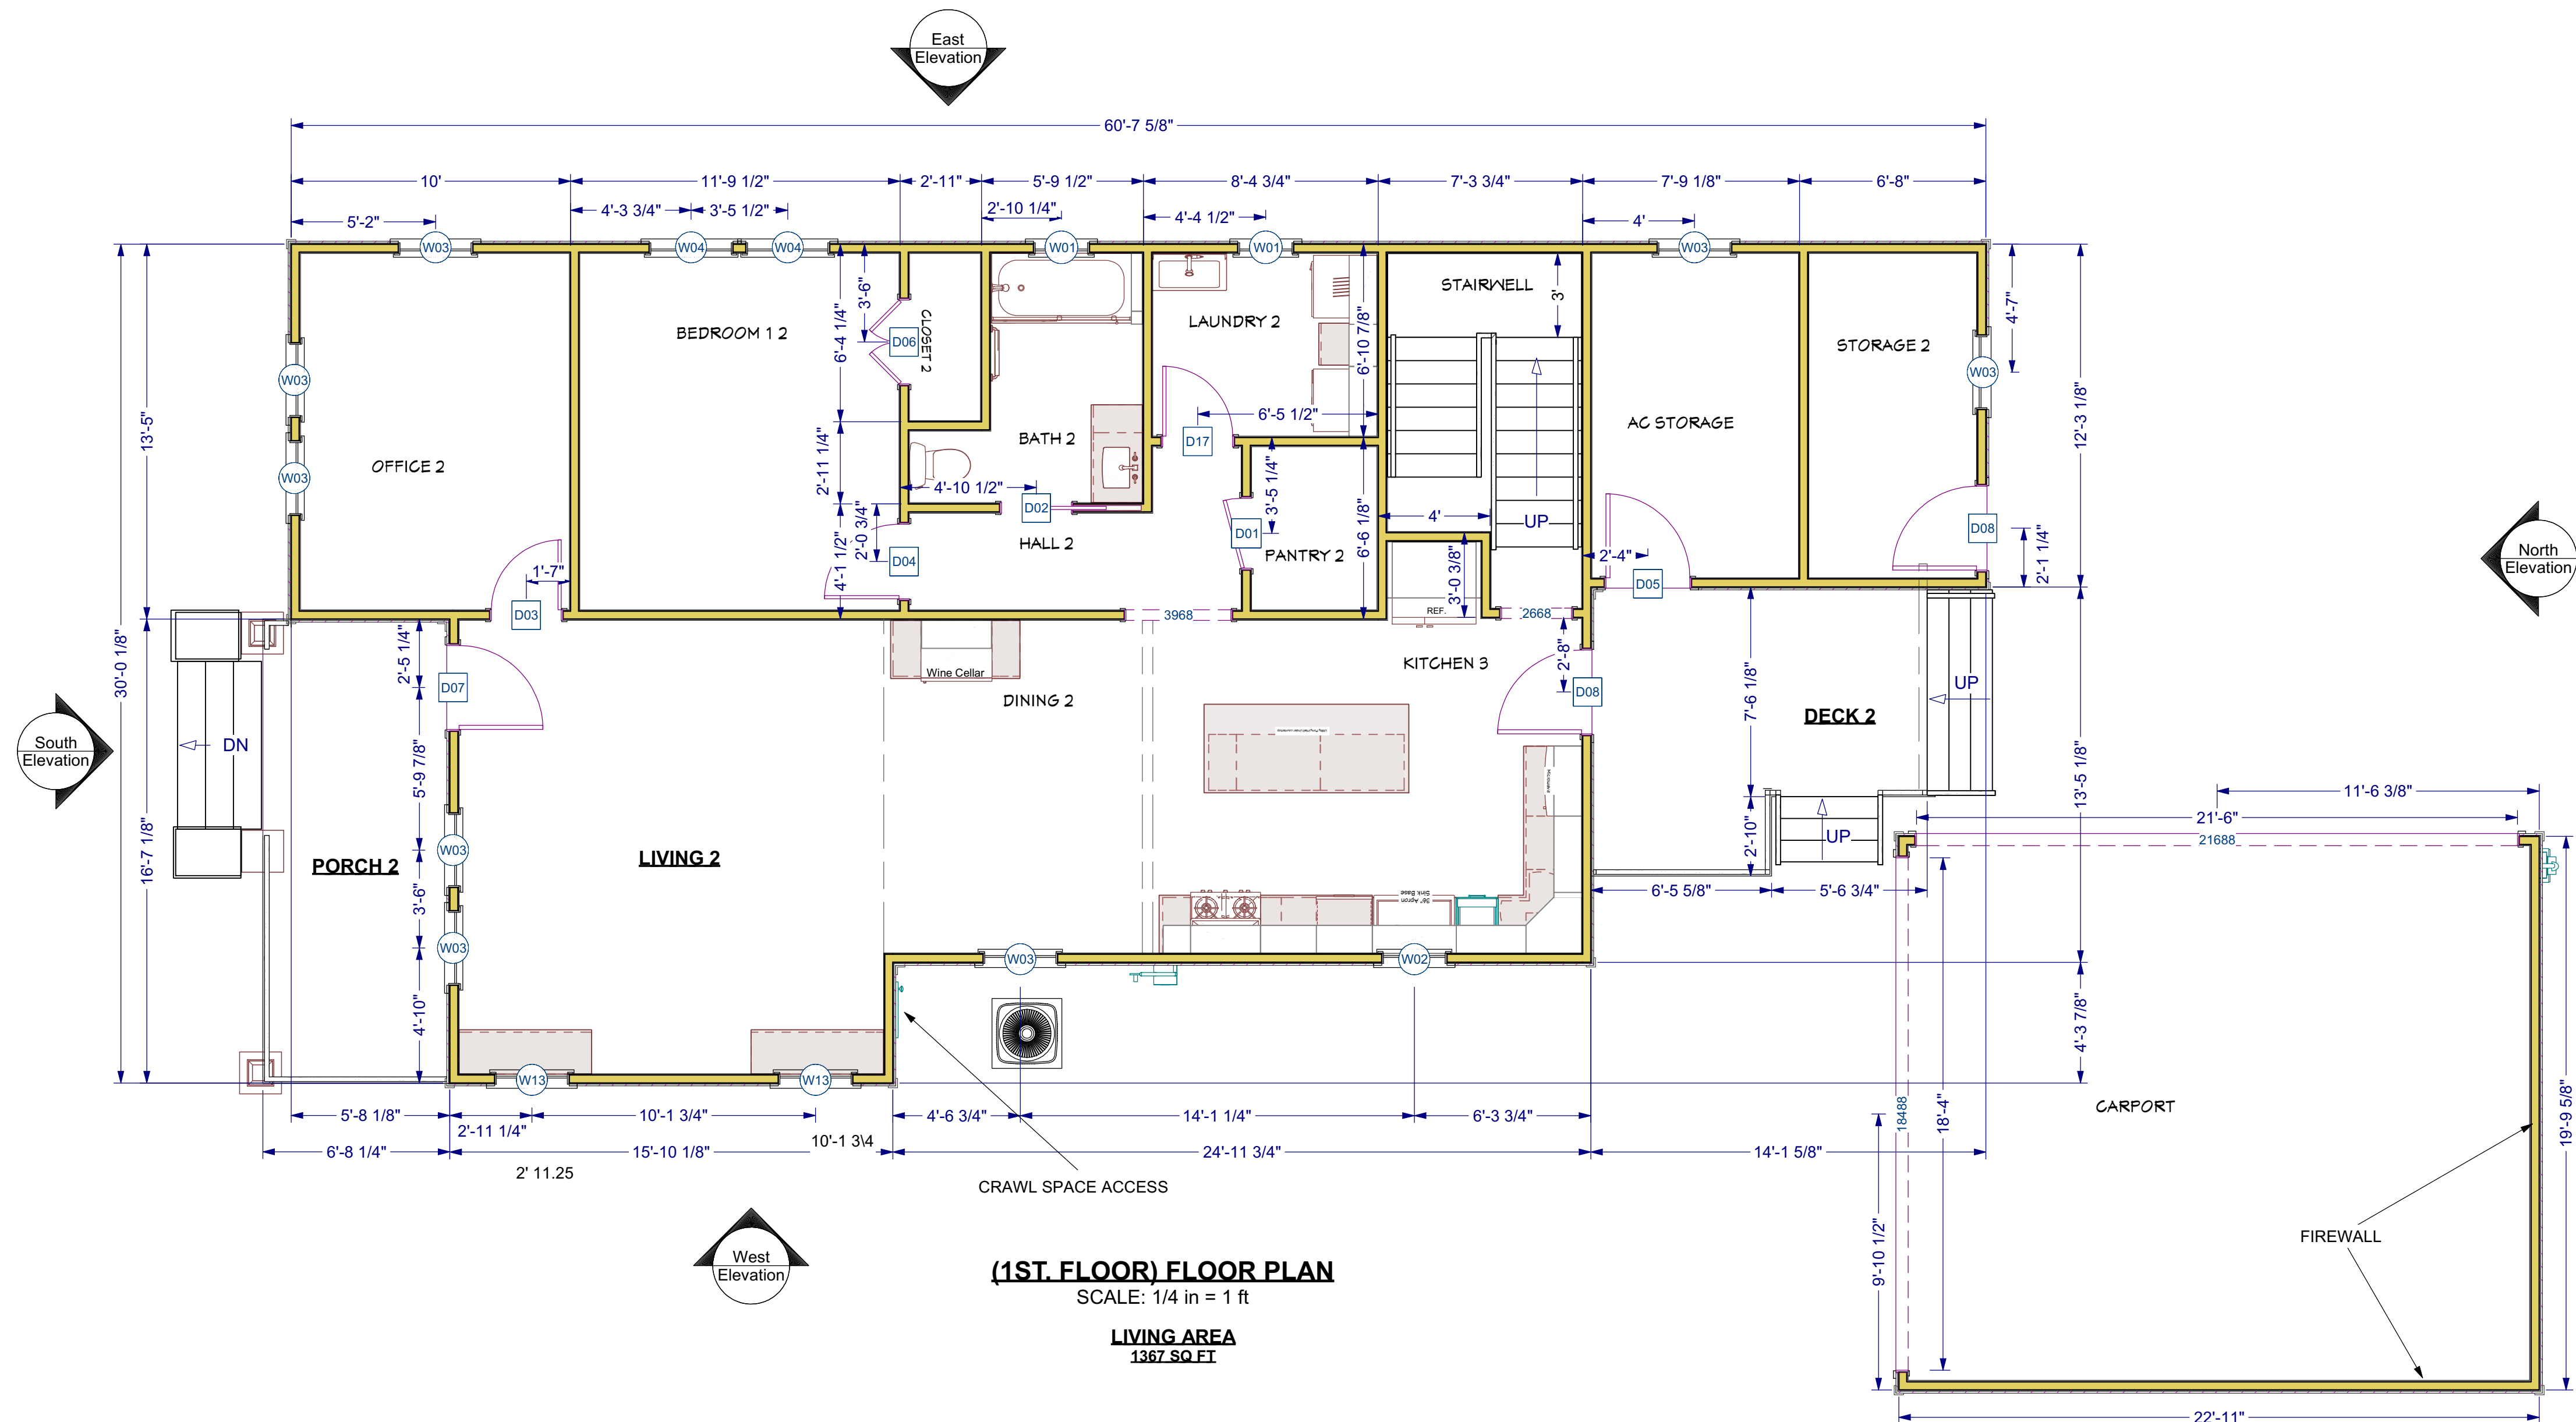 East
Elevation
60'-7 5/8"
10'
11'-9 1/2"
2'-11"
5'-9 1/2"
8'-4 3/4"
7'-3 3/4"
7'-9 1/8"
6'-8"
5'-2"
4'-3 3/4"
3'-5 1/2"
2'-10 1/4"
4'-4 1/2"
4'
W03
W04
W04
W01
W01
W03
30'-0 1/8"
13'-5"
16'-7 1/8"
W03
W03
OFFICE 2
BEDROOM 1 2
6'-4 1/4"
3'-6"
D06
CLOSET 2
2'-11 1/4"
4'-1 1/2"
2'-0 3/4"
D04
BATH 2
4'-10 1/2"
D02
HALL 2
LAUNDRY 2
6'-5 1/2"
D17
6'-10 7/8"
3'-5 1/4"
D01
PANTRY 2
6'-6 1/8"
STAIRWELL
3'
4'
UP
3'-0 3/8"
REF.
2668
3968
AC STORAGE
2'-4"
D05
STORAGE 2
W03
4'-7"
D08
2'-1 1/4"
12'-3 1/8"
13'-5 1/8"
4'-3 7/8"
North
Elevation
1'-7"
D03
South
Elevation
DN
PORCH 2
2'-5 1/4"
D07
5'-9 7/8"
W03
3'-6"
W03
4'-10"
LIVING 2
Wine Cellar
DINING 2
KITCHEN 3
2'-8"
D08
36" Apron
Sink Base
7'-6 1/8"
2'-10"
DECK 2
UP
UP
6'-5 5/8"
5'-6 3/4"
11'-6 3/8"
21'-6"
21688
W03
W02
W13
W13
5'-8 1/8"
2'-11 1/4"
10'-1 3/4"
10'-1 3\4
4'-6 3/4"
14'-1 1/4"
6'-3 3/4"
6'-8 1/4"
15'-10 1/8"
24'-11 3/4"
14'-1 5/8"
2' 11.25
CRAWL SPACE ACCESS
18488
18'-4"
9'-10 1/2"
CARPORT
19'-9 5/8"
FIREWALL
22'-11"
West
Elevation
(1ST. FLOOR) FLOOR PLAN
SCALE: 1/4 in = 1 ft
LIVING AREA
1367 SQ FT